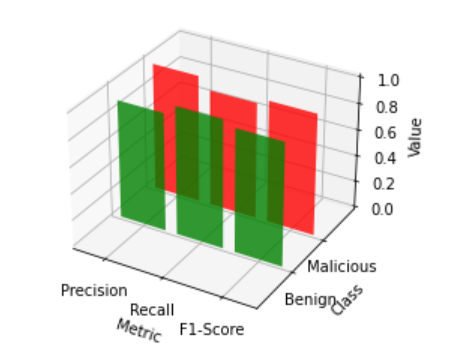 1.0
0.8
0.6
0.4
0.2
0.0
Value
Malicious
Benign
Class
Precision
Recall
F1-Score
Metric